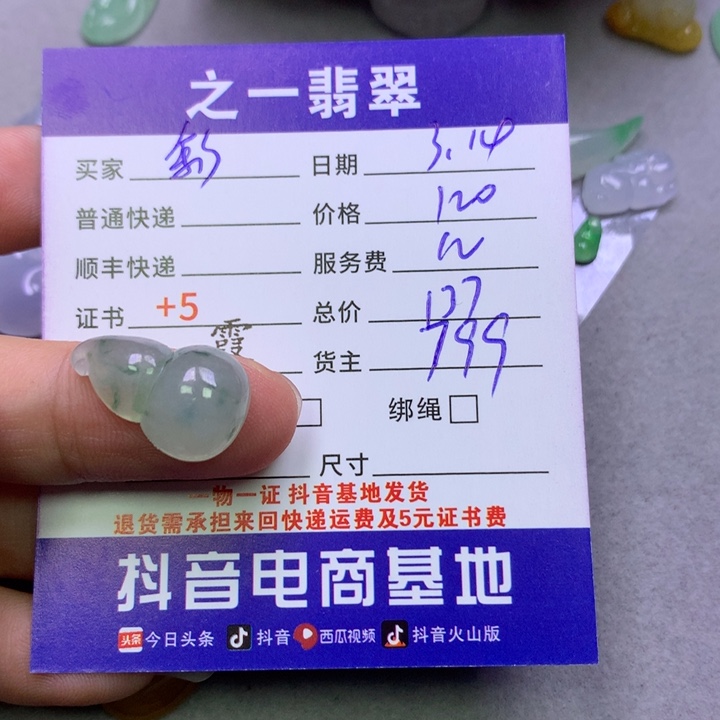 之一翡翠
买家 日期 3.14
普通快递 价格 120
顺丰快递 服务费 12
证书 +5 总价 137
霞 货主 799
绑绳
尺寸
一物一证 抖音基地发货
退货需承担来回快递运费及5元证书费
抖音电商基地
头条 今日头条 抖音 西瓜视频 抖音火山版